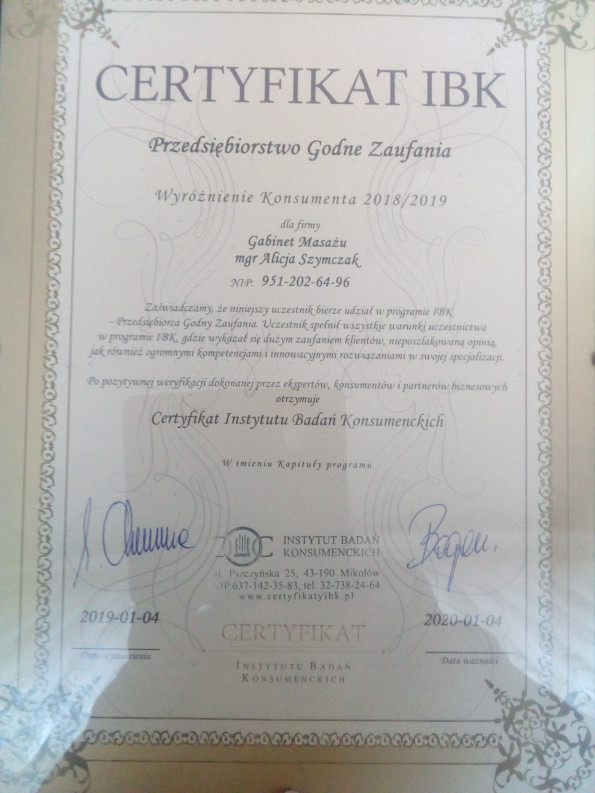 CERTYFIKAT IBK
Przedsiębiorstwo Godne Zaufania
Wyróżnienie Konsumenta 2018/2019
dla firmy
Gabinet Masażu
mgr Alicja Szymczak
NIP: 951-202-64-96
Zaświadczamy, że niniejszy uczestnik bierze udział w programie IBK
- Przedsiębiorca Godny Zaufania. Uczestnik spełnił wszystkie warunki uczestnictwa
w programie IBK, gdzie wykazał się dużym zaufaniem klientów, nieposzlakowaną opinią,
jak również ogromnymi kompetencjami i innowacyjnymi rozwiązaniami w swojej specjalizacji.
Po pozytywnej weryfikacji dokonanej przez ekspertów, konsumentów i partnerów biznesowych
otrzymuje
Certyfikat Instytutu Badań Konsumenckich
W imieniu Kapituły programu
INSTYTUT BADAŃ
KONSUMENCKICH
ul. Pszczyńska 25, 43-190 Mikołów
NIP 637-142-35-83, tel. 32-738-24-64
www.certyfikatyibk.pl
2019-01-04
2020-01-04
CERTYFIKAT
Data wystawienia
Data ważności
INSTYTUTU BADAŃ
KONSUMENCKICH